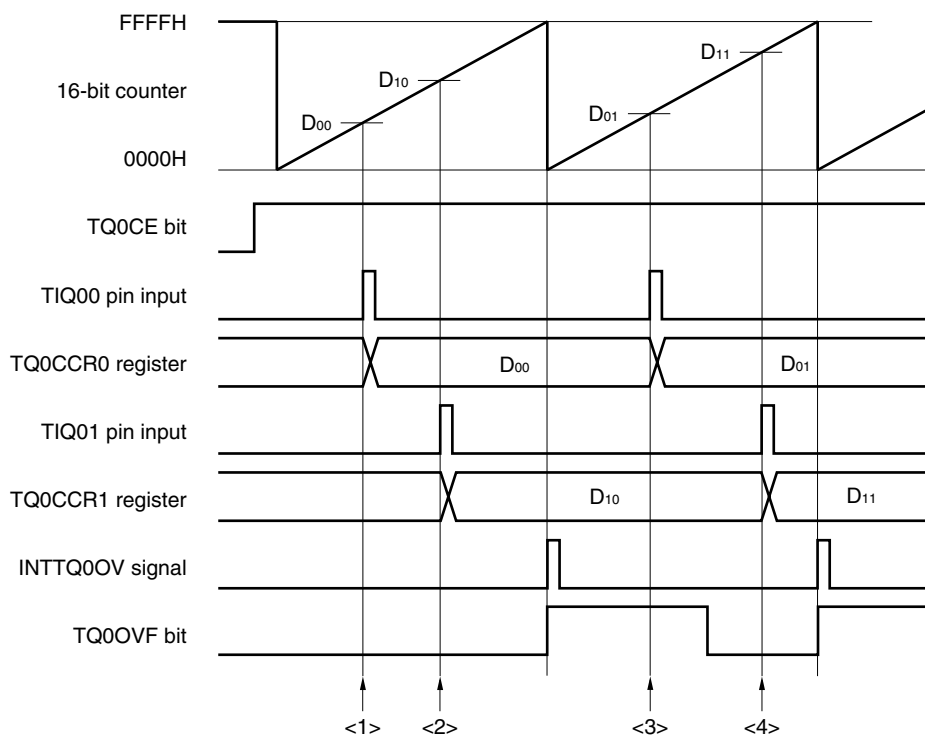 FFFFH
D11
D10
16-bit counter
D01
D00
0000H
TQ0CE bit
TIQ00 pin input
TQ0CCR0 register
D00
D01
TIQ01 pin input
TQ0CCR1 register
D10
D11
INTTQ0OV signal
TQ0OVF bit
<1>
<2>
<3>
<4>